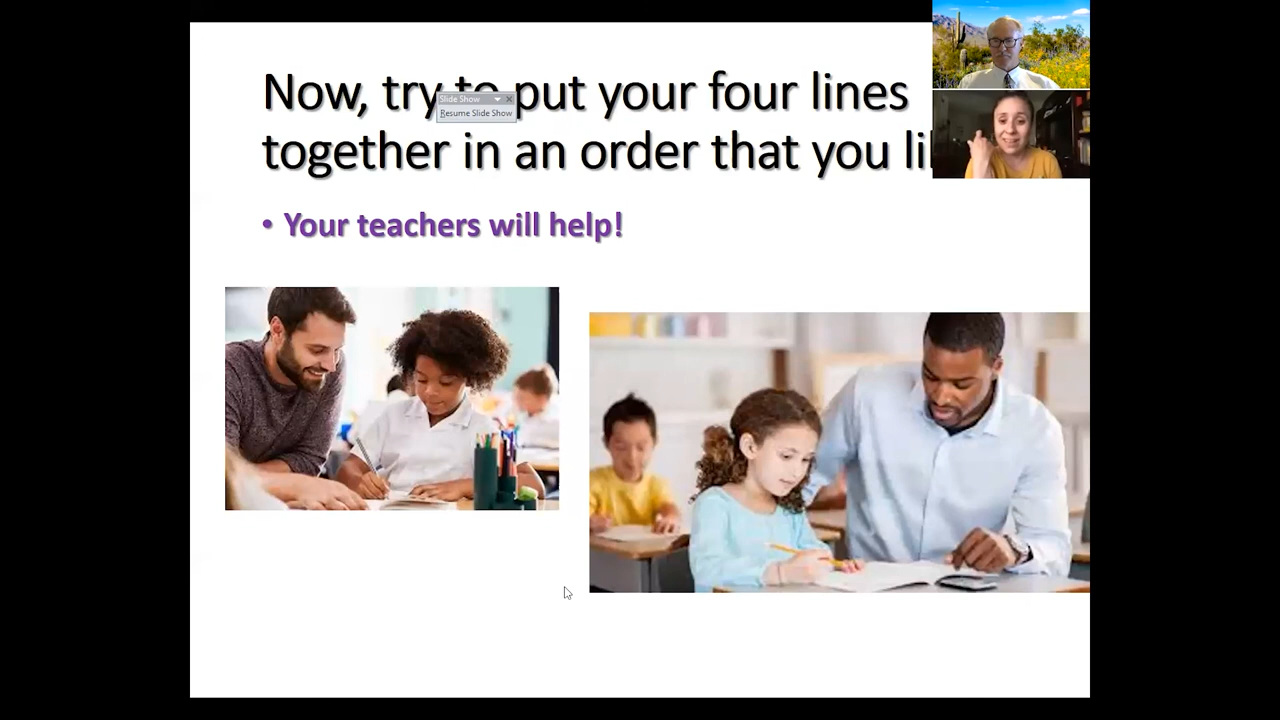 Now, try to put your four lines
together in an order that you
• Your teachers will help!
Slide Show
Resume Slide Show